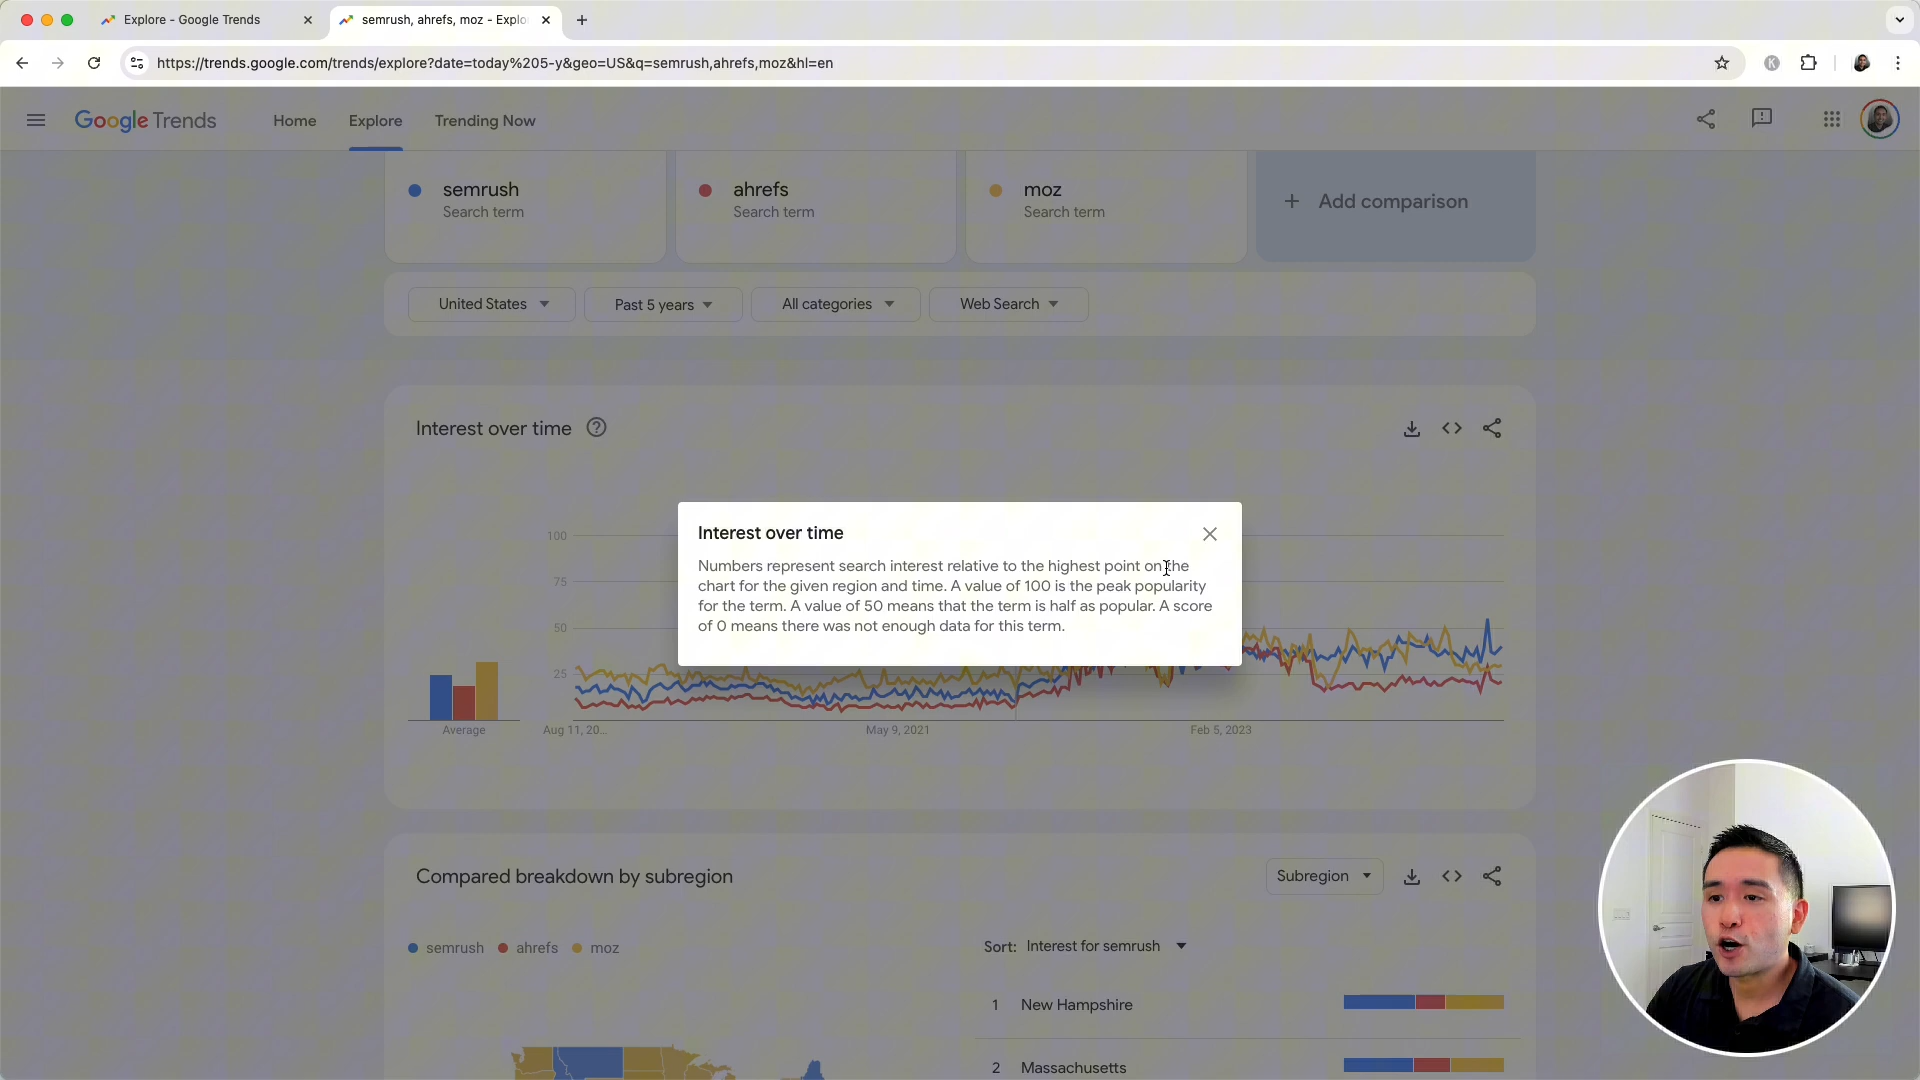 Explore - Google Trends
semrush, ahrefs, moz - Explo
https://trends.google.com/trends/explore?date=today%205-y&geo=US&q=semrush,ahrefs,moz&hl=en
K
Google Trends
Home
Explore
Trending Now
semrush
Search term
ahrefs
Search term
moz
Search term
+ Add comparison
United States
Past 5 years
All categories
Web Search
Interest over time
Interest over time
Numbers represent search interest relative to the highest point on the
chart for the given region and time. A value of 100 is the peak popularity
for the term. A value of 50 means that the term is half as popular. A score
of 0 means there was not enough data for this term.
100
75
50
25
Average
Aug 11, 20...
May 9, 2021
Feb 5, 2023
Compared breakdown by subregion
Subregion
semrush
ahrefs
moz
Sort: Interest for semrush
1 New Hampshire
2 Massachusetts